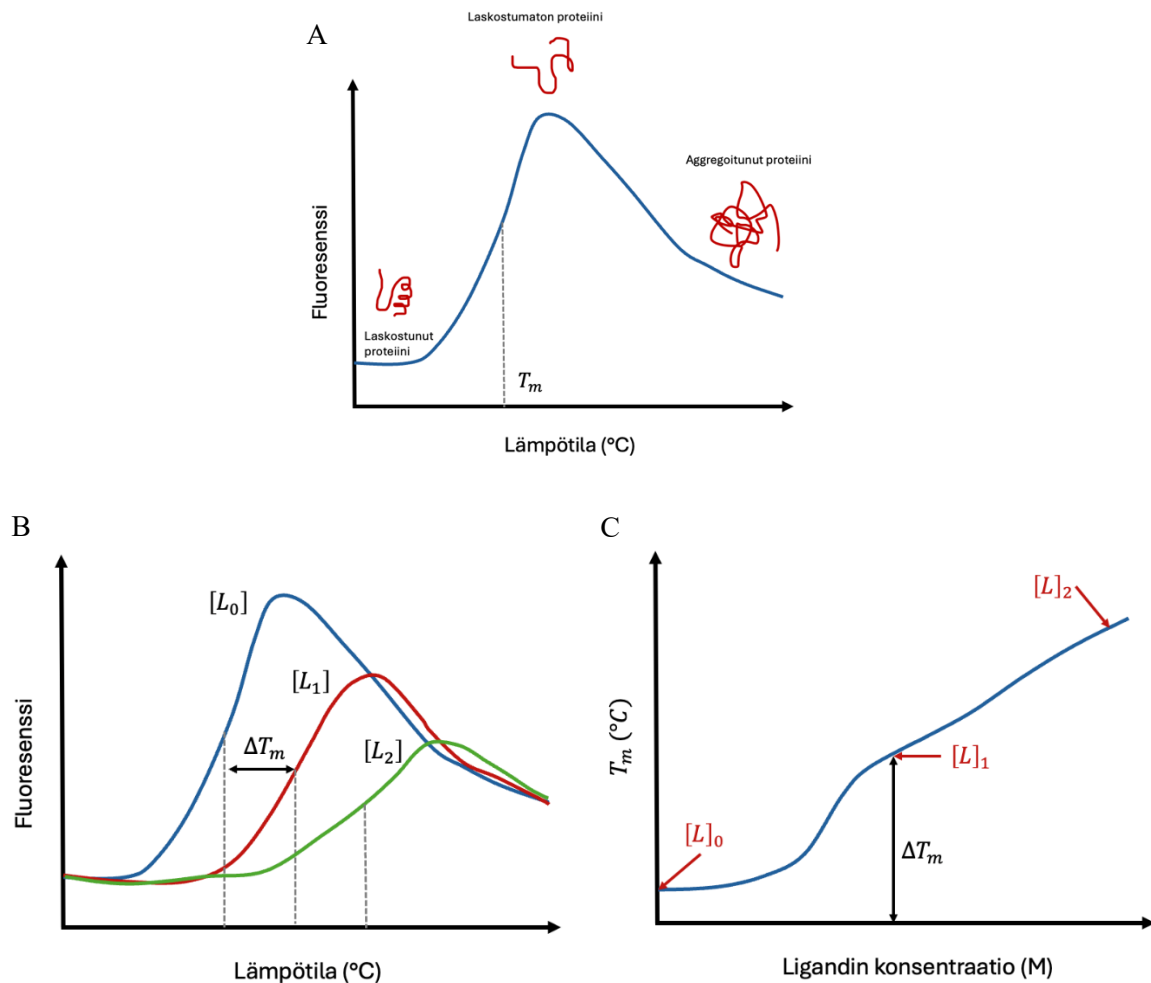 A
Laskostumaton proteiini
Aggregoitunut proteiini
Fluoresenssi
Laskostunut
proteiini
T_m
Lämpötila (°C)
B
[L_0]
[L_1]
ΔT_m
[L_2]
Fluoresenssi
Lämpötila (°C)
C
[L]_2
T_m (°C)
[L]_1
[L]_0
ΔT_m
Ligandin konsentraatio (M)